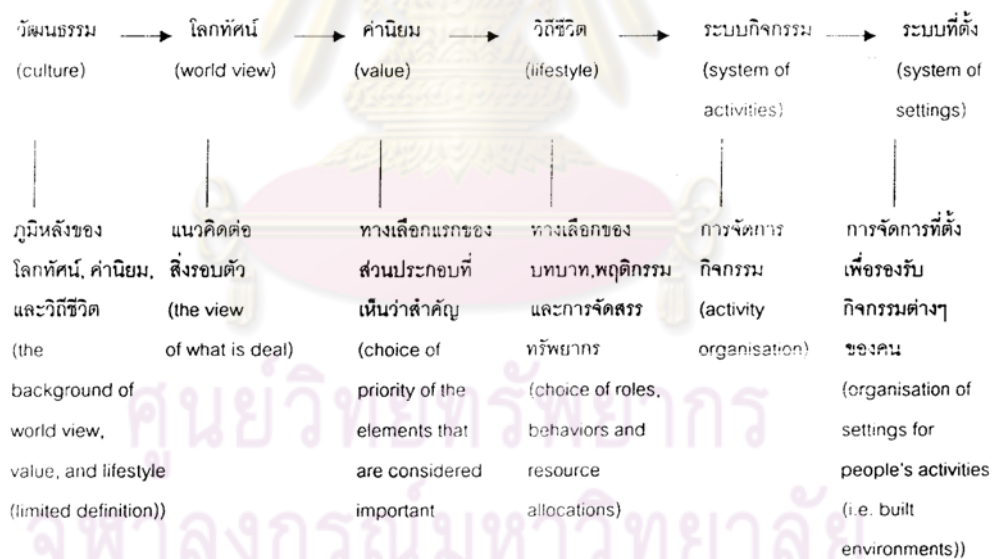 วัฒนธรรม → โลกทัศน์ → ค่านิยม → วิถีชีวิต → ระบบกิจกรรม → ระบบที่ตั้ง
(culture) (world view) (value) (lifestyle) (system of (system of
activities) settings)
ภูมิหลังของ
โลกทัศน์, ค่านิยม,
และวิถีชีวิต
(the
background of
world view,
value, and lifestyle
(limited definition))
แนวคิดต่อ
สิ่งรอบตัว
(the view
of what is deal)
ทางเลือกแรกของ
ส่วนประกอบที่
เห็นว่าสำคัญ
(choice of
priority of the
elements that
are considered
important
ทางเลือกของ
บทบาท,พฤติกรรม
และการจัดสรร
ทรัพยากร
(choice of roles,
behaviors and
resource
allocations)
การจัดการ
กิจกรรม
(activity
organisation)
การจัดการที่ตั้ง
เพื่อรองรับ
กิจกรรมต่างๆ
ของคน
(organisation of
settings for
people's activities
(i.e. built
environments))
ศูนย์วิทยทรัพยากร
จุฬาลงกรณ์มหาวิทยาลัย